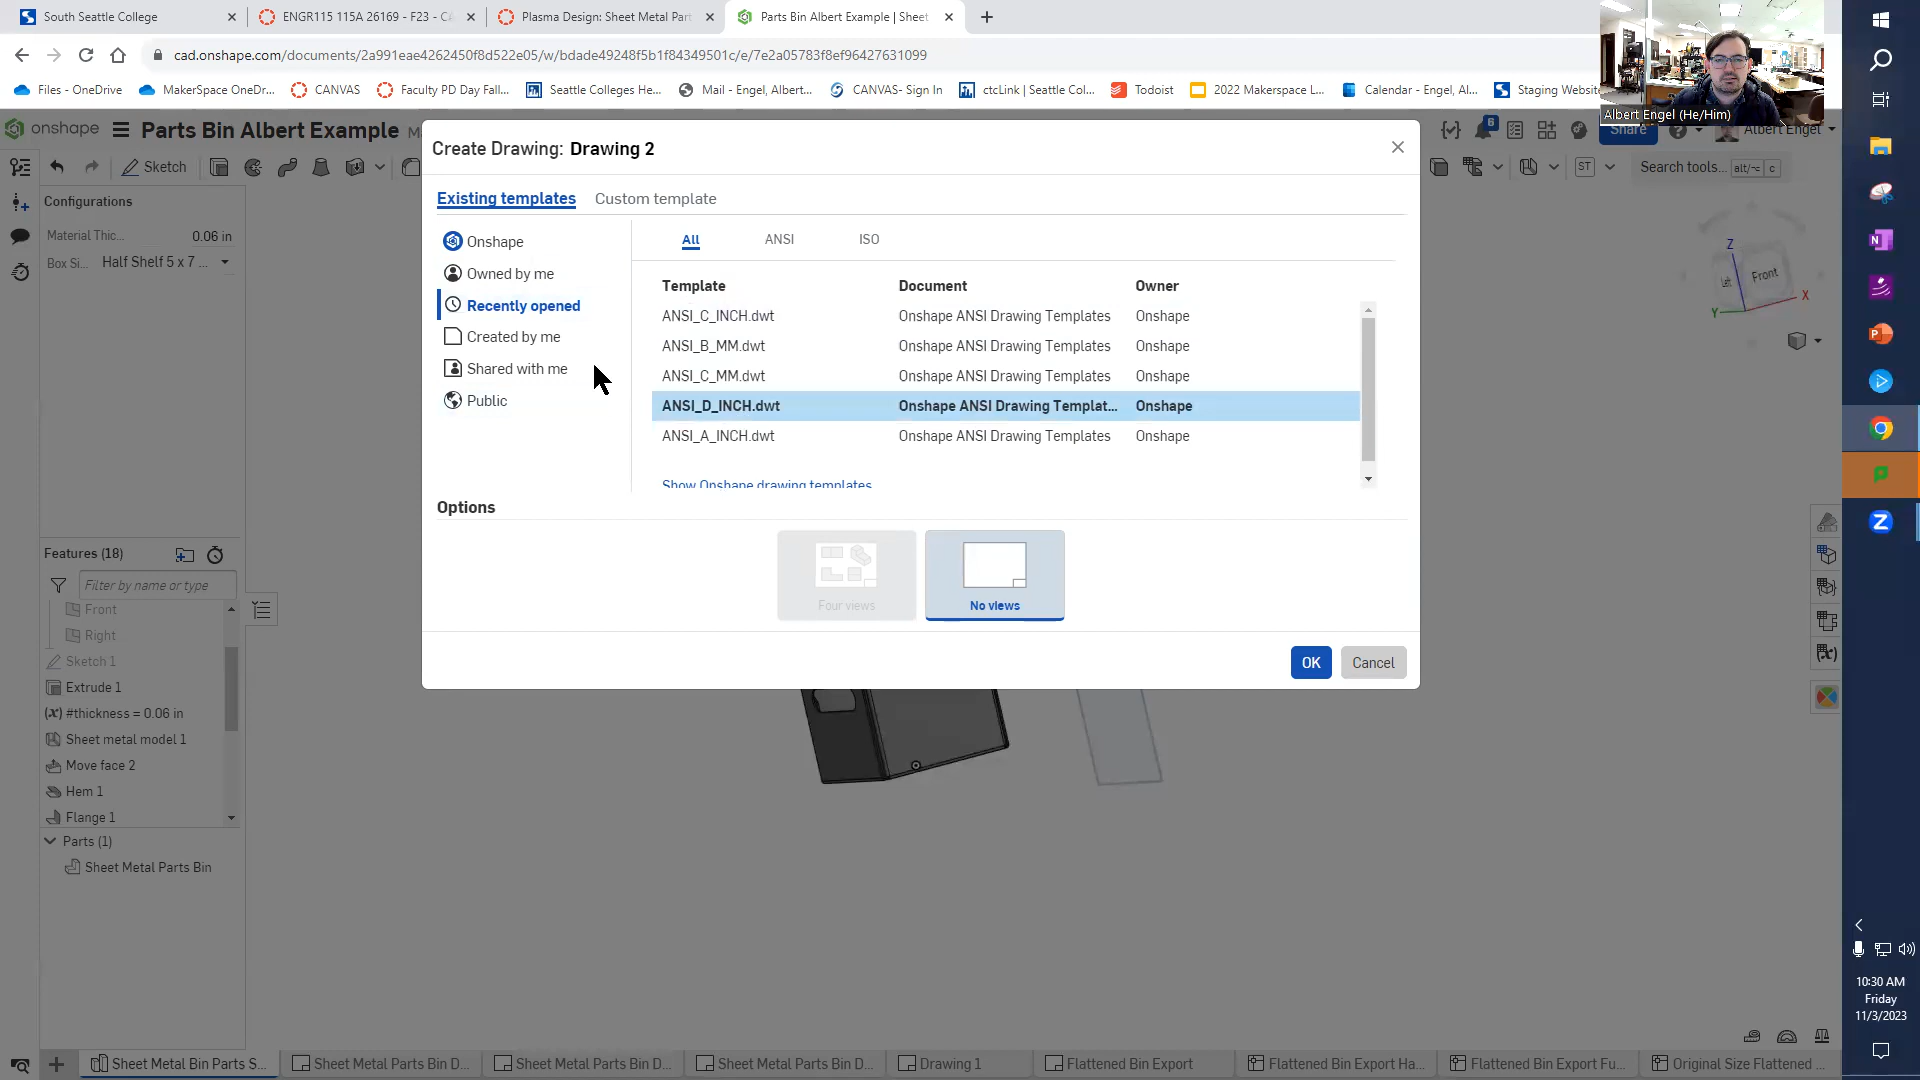 South Seattle College
ENGR115 115A 26169 - F23 - CA
Plasma Design: Sheet Metal Part
Parts Bin Albert Example | Sheet
cad.onshape.com/documents/2a991eae4262450f8d522e05/w/bdade49248f5b1f84349501c/e/7e2a05783f8ef96427631099
Files - OneDrive
MakerSpace OneDr...
CANVAS
Faculty PD Day Fall...
Seattle Colleges He...
Mail - Engel, Albert...
CANVAS- Sign In
ctcLink | Seattle Col...
Todoist
2022 Makerspace L...
Calendar - Engel, Al...
Staging Website
Albert Engel (He/Him)
onshape
Parts Bin Albert Example
6
Share
Albert Engel
Sketch
ST
Search tools...
alt/⌥ c
Create Drawing: Drawing 2
Existing templates
Custom template
Onshape
Owned by me
Recently opened
Created by me
Shared with me
Public
All
ANSI
ISO
Template
Document
Owner
ANSI_C_INCH.dwt
Onshape ANSI Drawing Templates
Onshape
ANSI_B_MM.dwt
Onshape ANSI Drawing Templates
Onshape
ANSI_C_MM.dwt
Onshape ANSI Drawing Templates
Onshape
ANSI_D_INCH.dwt
Onshape ANSI Drawing Templat...
Onshape
ANSI_A_INCH.dwt
Onshape ANSI Drawing Templates
Onshape
Show Onshape drawing templates
Options
Four views
No views
OK
Cancel
Configurations
Material Thic...
0.06 in
Box Si...
Half Shelf 5 x 7 ...
Features (18)
Filter by name or type
Front
Right
Sketch 1
Extrude 1
(x) #thickness = 0.06 in
Sheet metal model 1
Move face 2
Hem 1
Flange 1
Parts (1)
Sheet Metal Parts Bin
Z
Left
Front
X
Y
Sheet Metal Bin Parts S...
Sheet Metal Parts Bin D...
Sheet Metal Parts Bin D...
Sheet Metal Parts Bin D...
Drawing 1
Flattened Bin Export
Flattened Bin Export Ha...
Flattened Bin Export Fu...
Original Size Flattened ...
10:30 AM
Friday
11/3/2023